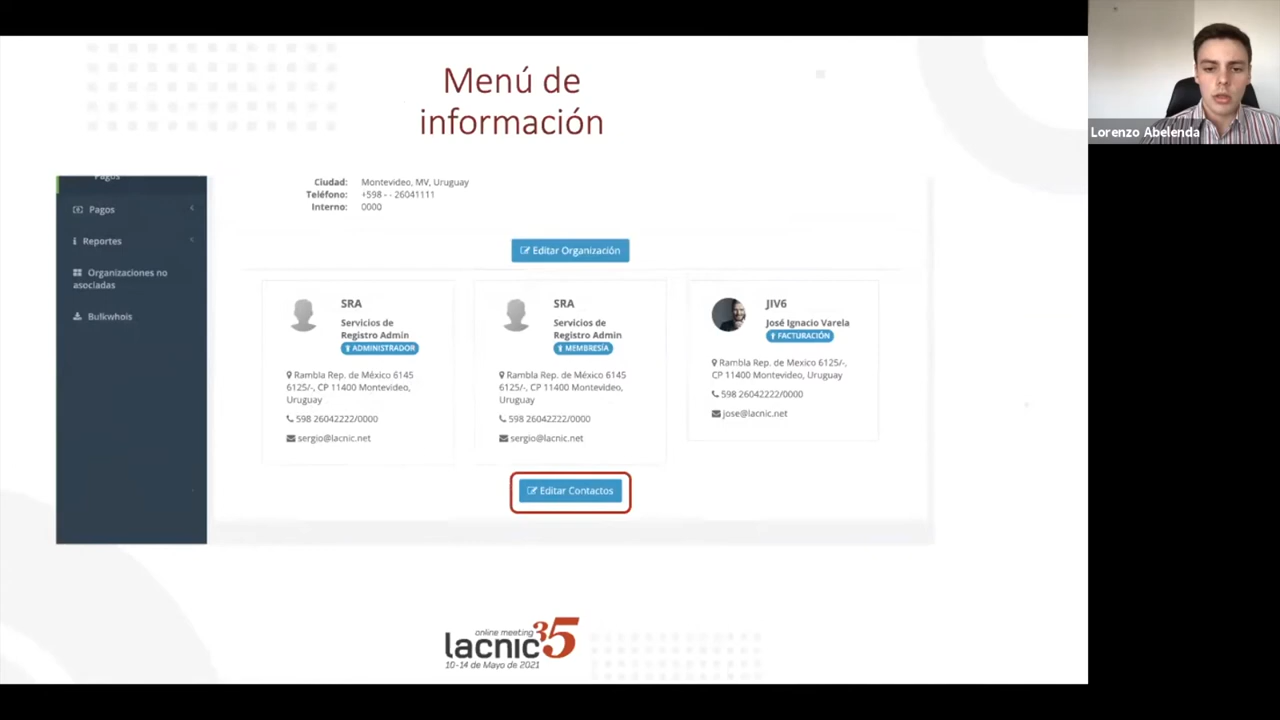 Menú de
información
Lorenzo Abelenda
Pagos
Pagos
Reportes
Organizaciones no
asociadas
Bulkwhois
Ciudad: Montevideo, MV, Uruguay
Teléfono: +598 - - 26041111
Interno: 0000
Editar Organización
SRA
Servicios de
Registro Admin
ADMINISTRADOR
Rambla Rep. de México 6145
6125/-, CP 11400 Montevideo,
Uruguay
598 26042222/0000
sergio@lacnic.net
SRA
Servicios de
Registro Admin
MEMBRESÍA
Rambla Rep. de México 6145
6125/-, CP 11400 Montevideo,
Uruguay
598 26042222/0000
sergio@lacnic.net
JIV6
José Ignacio Varela
FACTURACIÓN
Rambla Rep. de Mexico 6125/-,
CP 11400 Montevideo, Uruguay
598 26042222/0000
jose@lacnic.net
Editar Contactos
online meeting
lacnic35
10-14 de Mayo de 2021